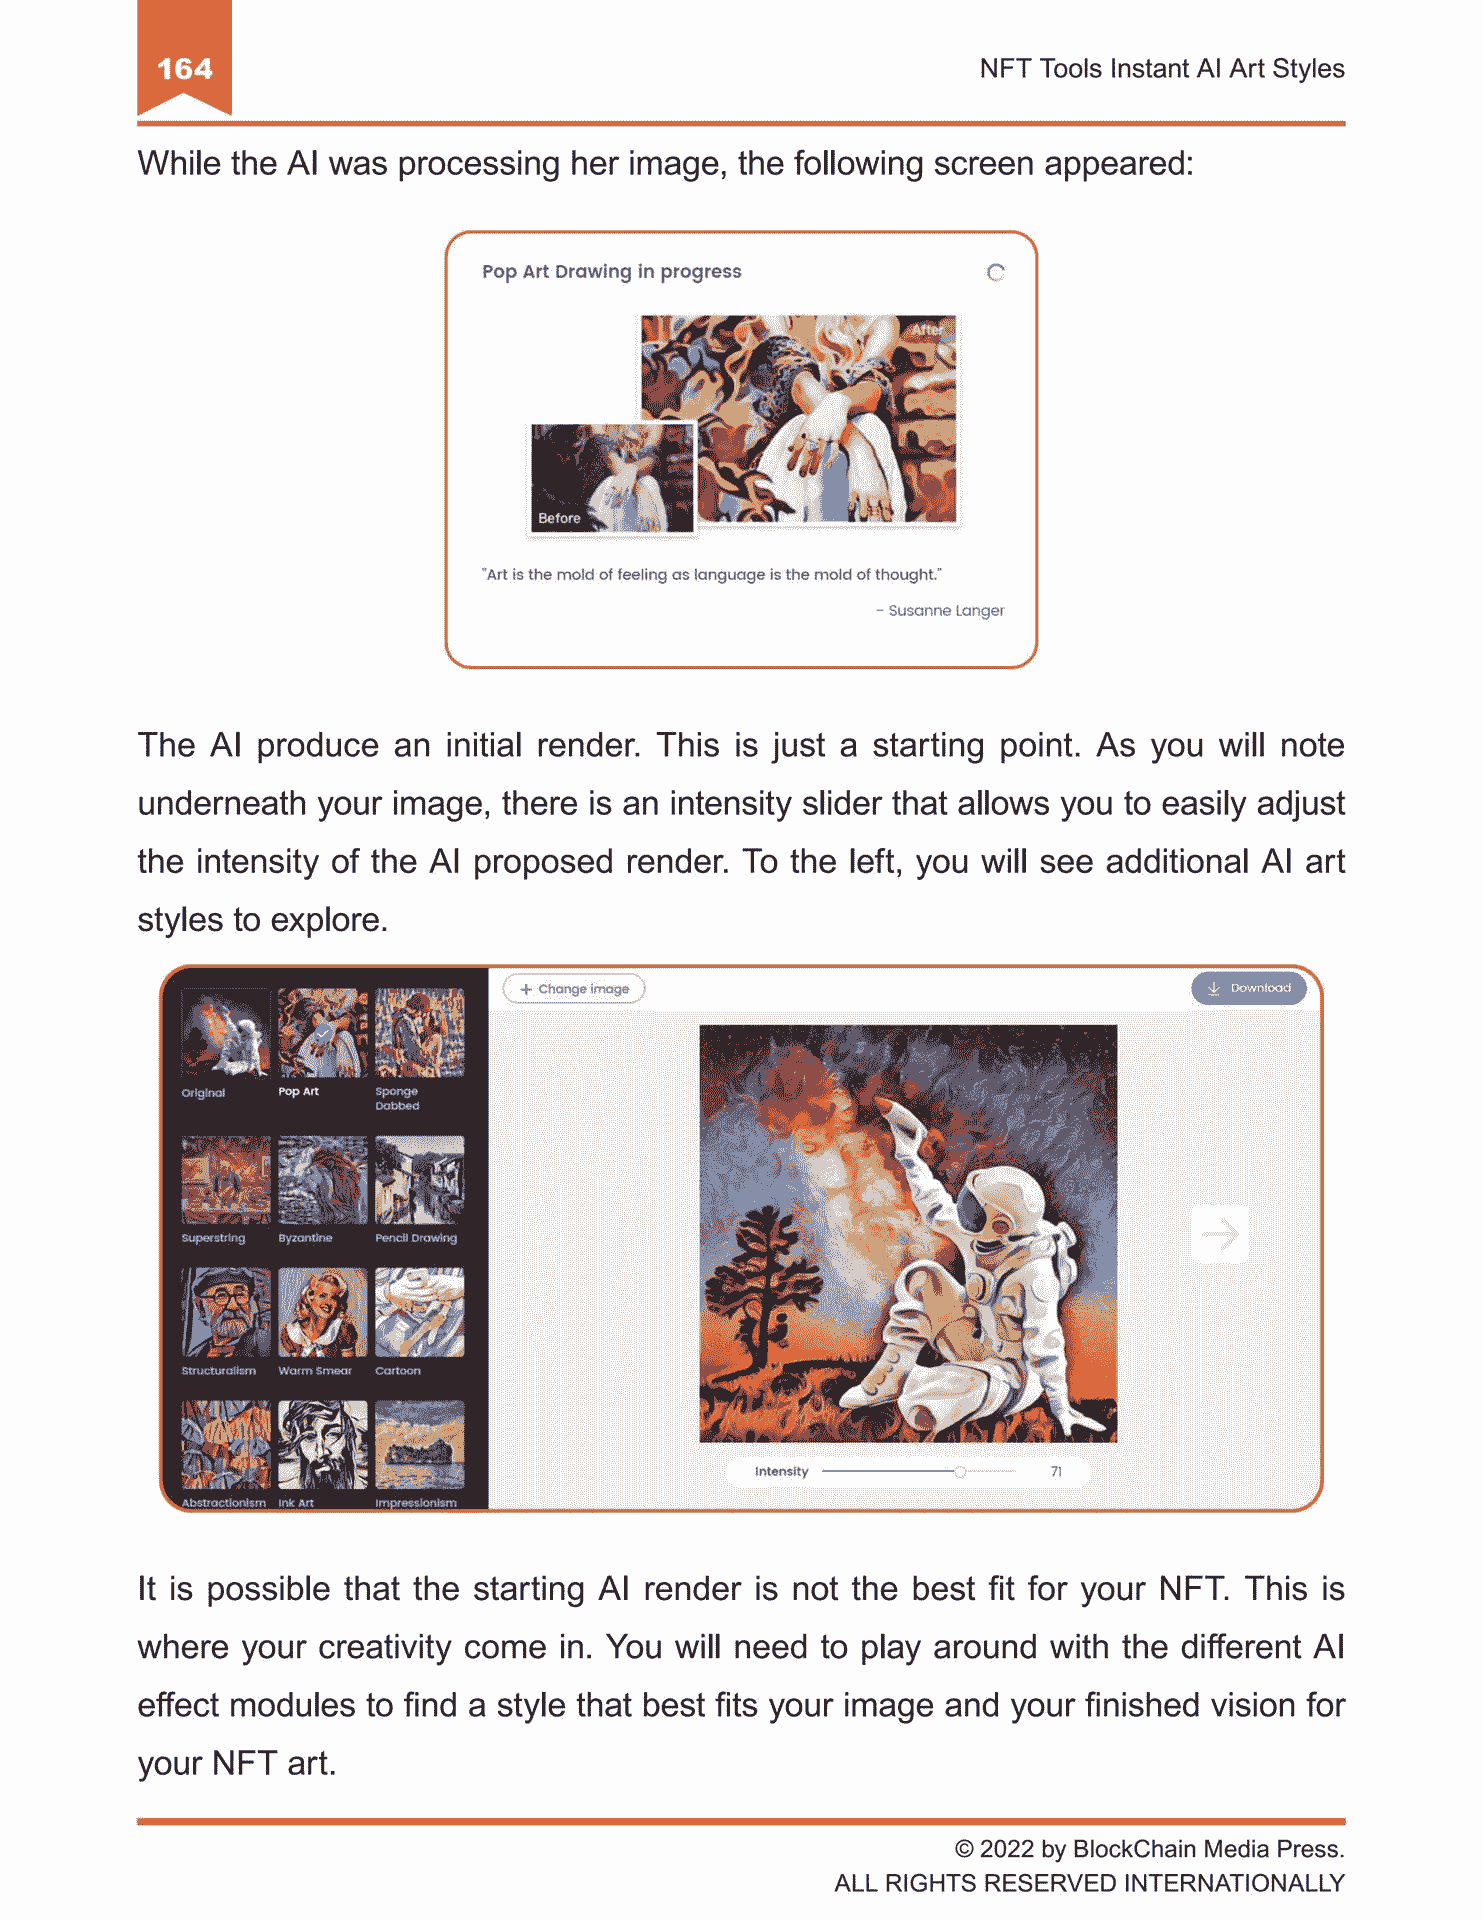 164
NFT Tools Instant AI Art Styles
While the AI was processing her image, the following screen appeared:
Pop Art Drawing in progress
After
Before
"Art is the mold of feeling as language is the mold of thought."
- Susanne Langer
The AI produce an initial render. This is just a starting point. As you will note
underneath your image, there is an intensity slider that allows you to easily adjust
the intensity of the AI proposed render. To the left, you will see additional AI art
styles to explore.
+ Change image
Download
Original
Pop Art
Sponge
Dabbed
Superstring
Byzantine
Pencil Drawing
Structuralism
Warm Smear
Cartoon
Abstractionism
Ink Art
Impressionism
Intensity
71
It is possible that the starting AI render is not the best fit for your NFT. This is
where your creativity come in. You will need to play around with the different AI
effect modules to find a style that best fits your image and your finished vision for
your NFT art.
© 2022 by BlockChain Media Press.
ALL RIGHTS RESERVED INTERNATIONALLY